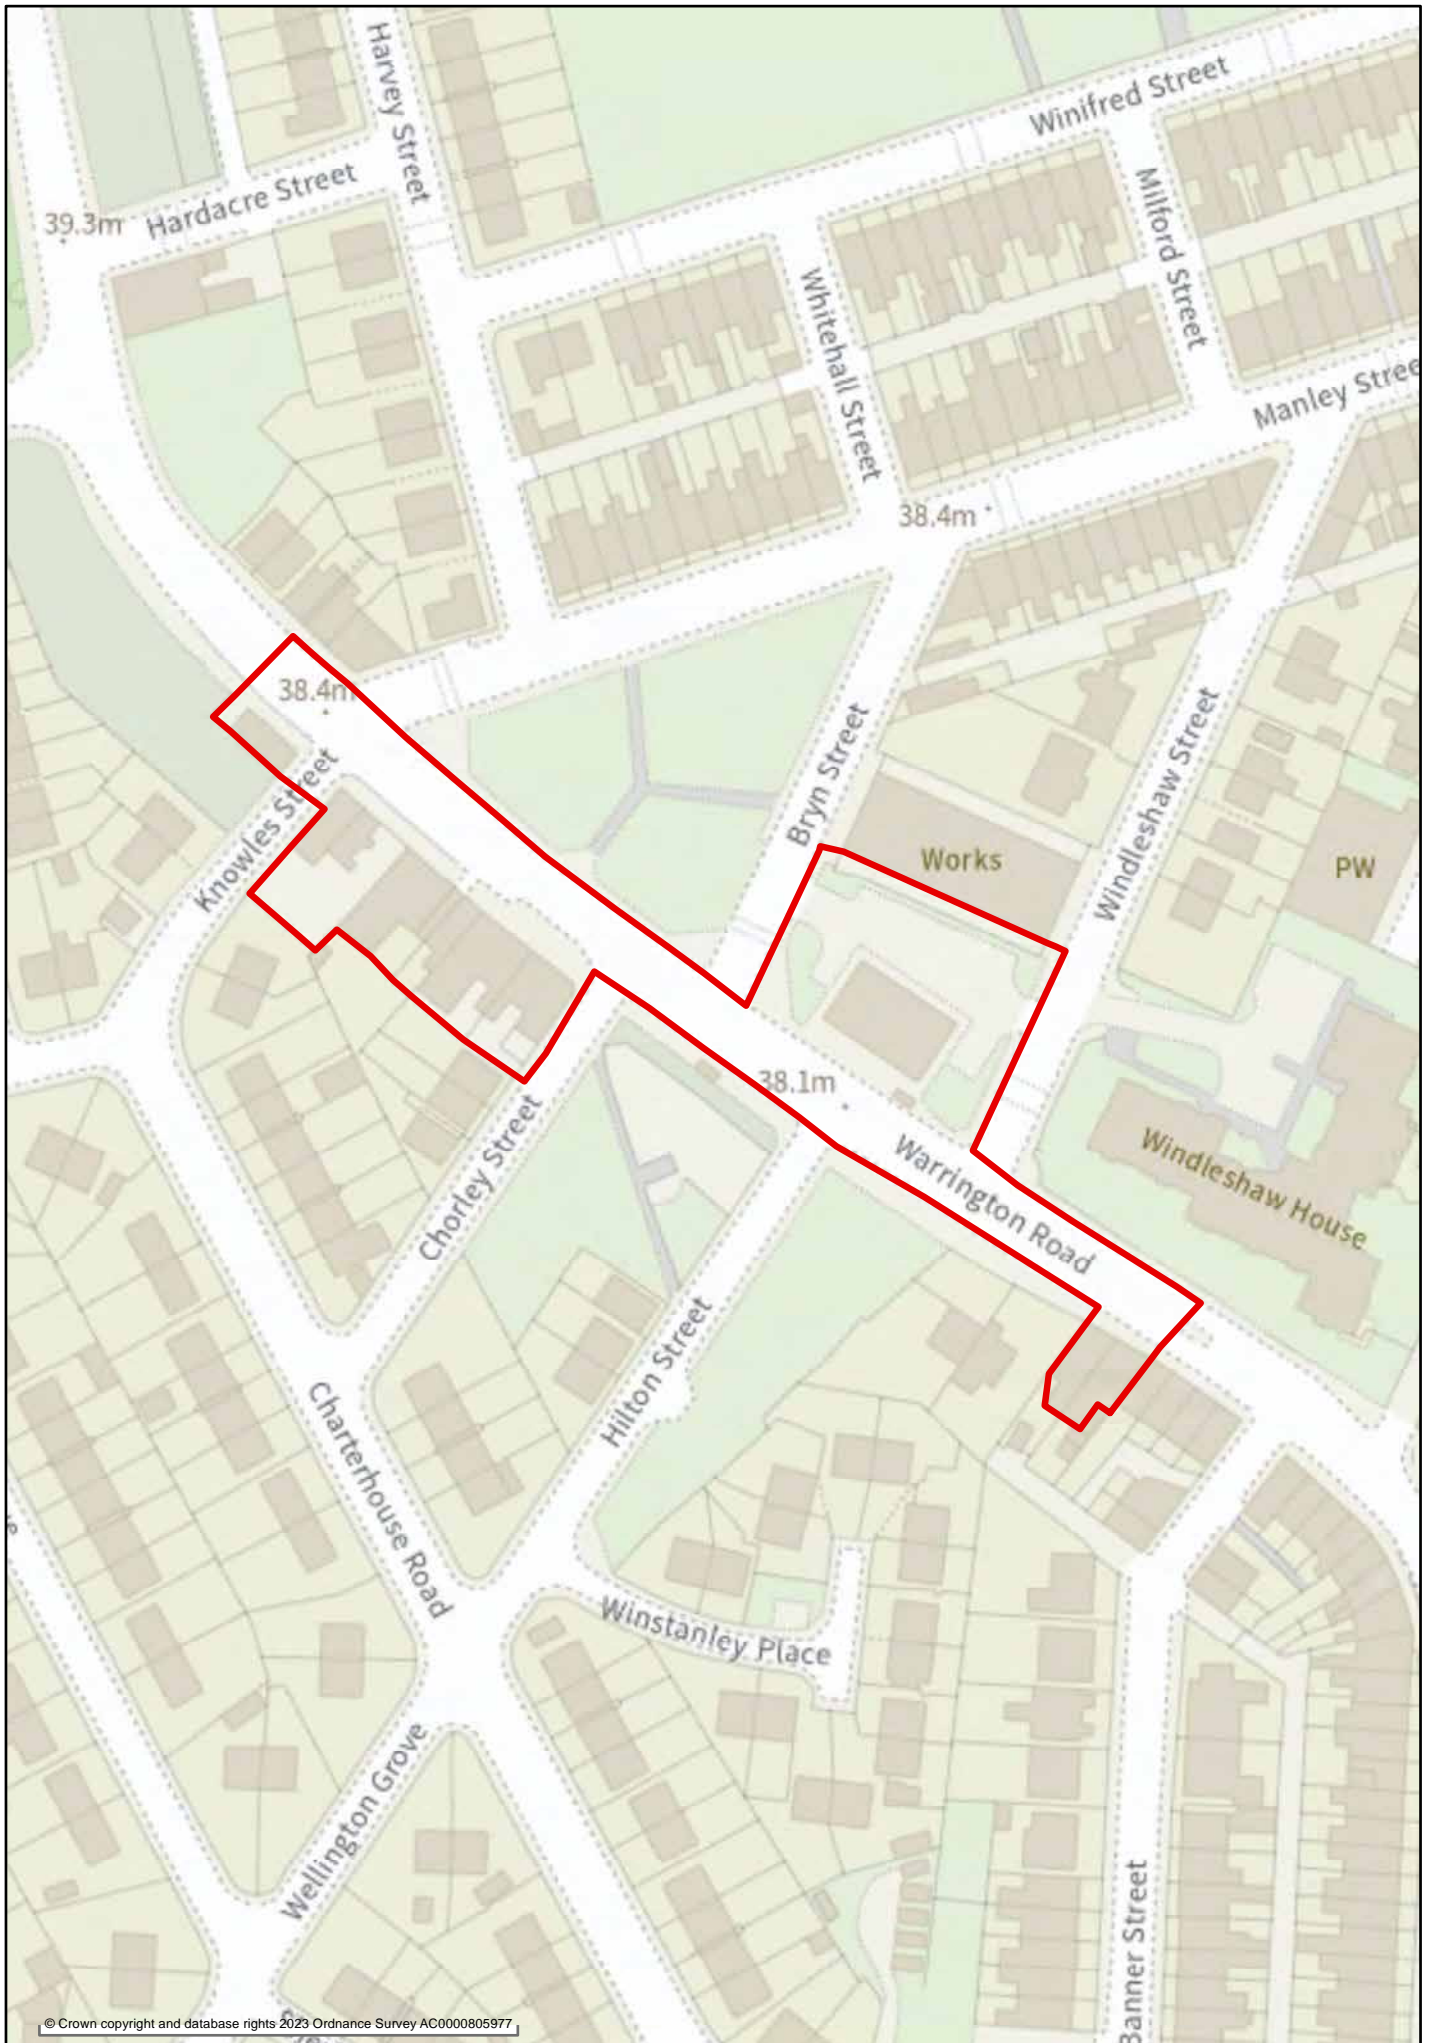 Harvey Street
Winifred Street
Hardacre Street
39.3m
Milford Street
Whitehall Street
Manley Stree
38.4m
38.4m
Knowles Street
Bryn Street
Windleshaw Street
Works
PW
38.1m
Chorley Street
Warrington Road
Windleshaw House
Hilton Street
Charterhouse Road
Winstanley Place
Wellington Grove
Banner Street
© Crown copyright and database rights 2023 Ordnance Survey AC0000805977